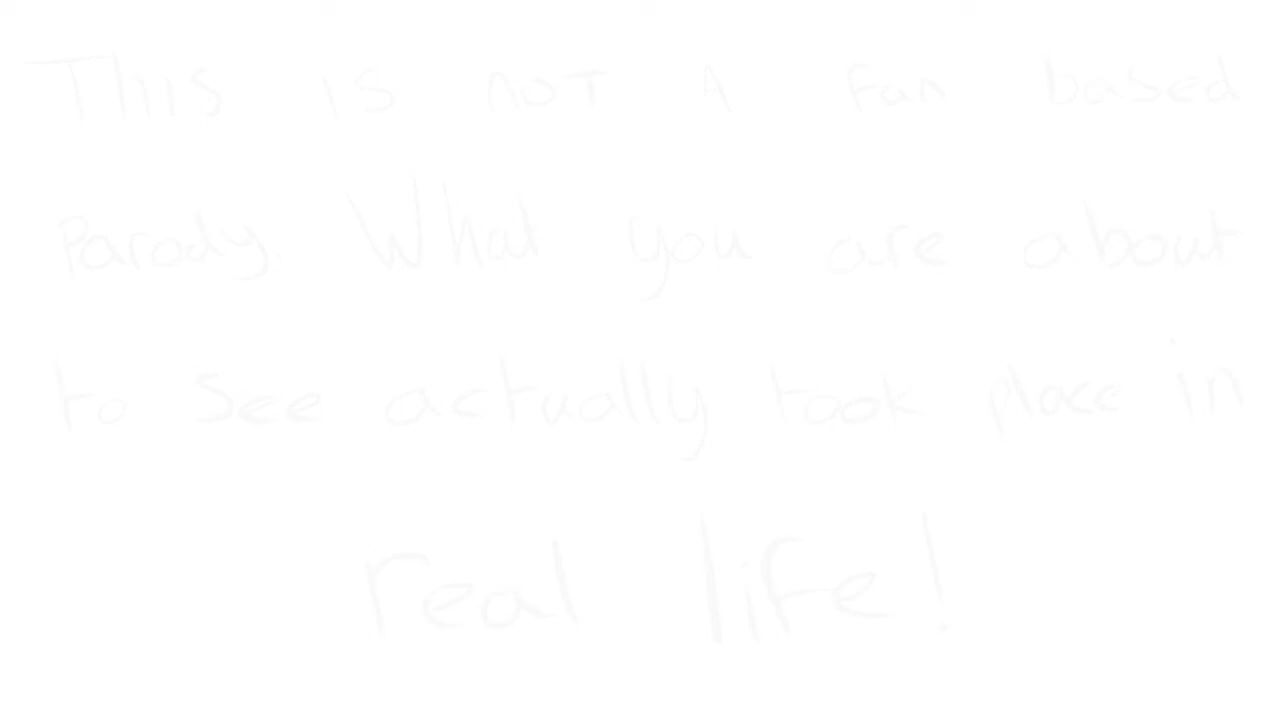 This is not A fan based
Parody. What you are about
to see actually took place in
real life!